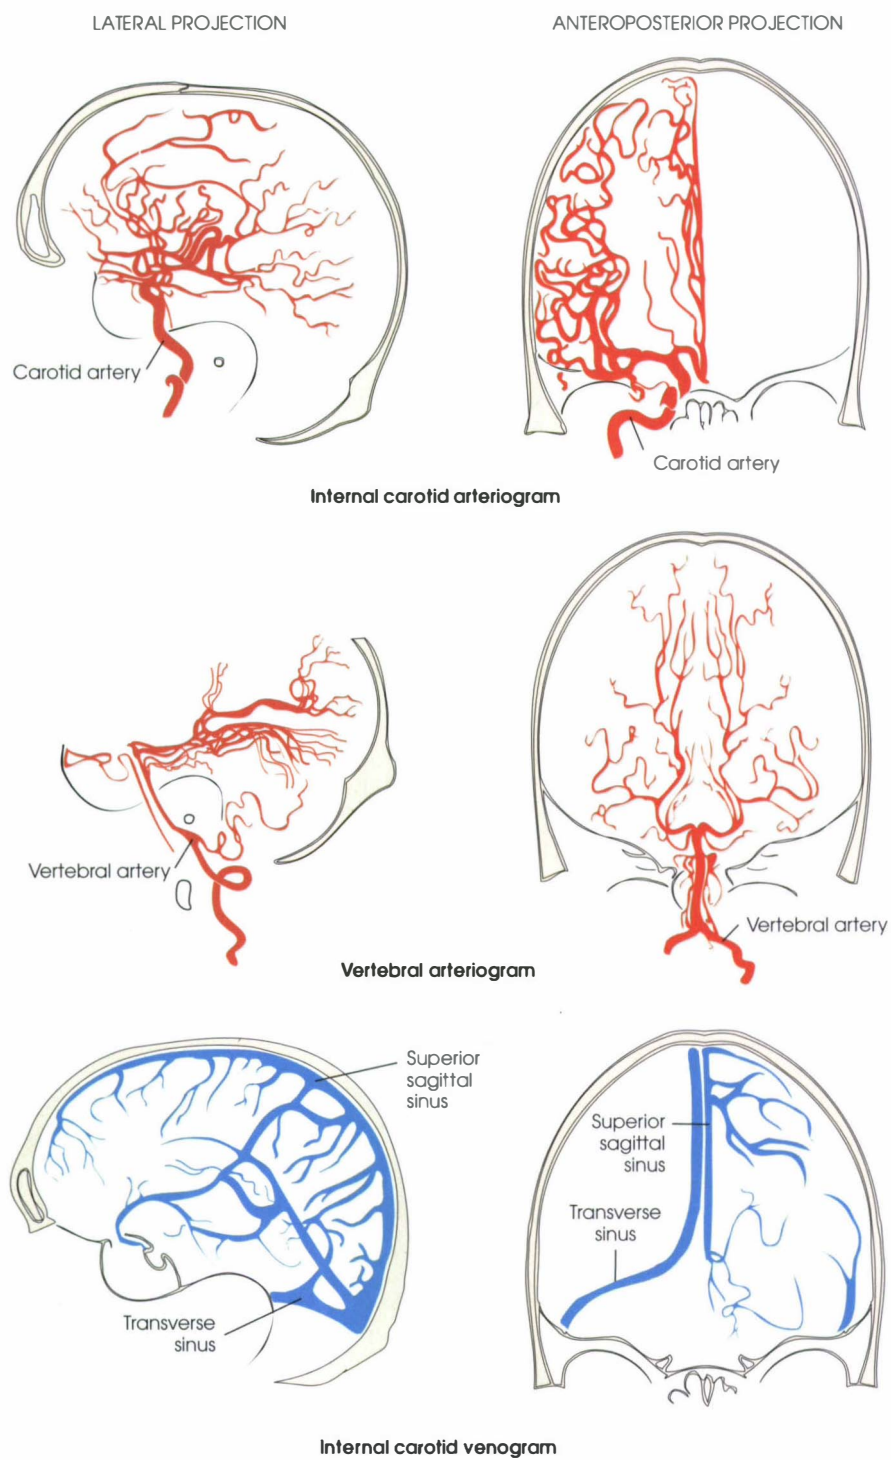 LATERAL PROJECTION
ANTEROPOSTERIOR PROJECTION
Carotid artery
Carotid artery
Internal carotid arteriogram
Vertebral artery
Vertebral artery
Vertebral arteriogram
Superior
sagittal
sinus
Superior
sagittal
sinus
Transverse
sinus
Transverse
sinus
Internal carotid venogram